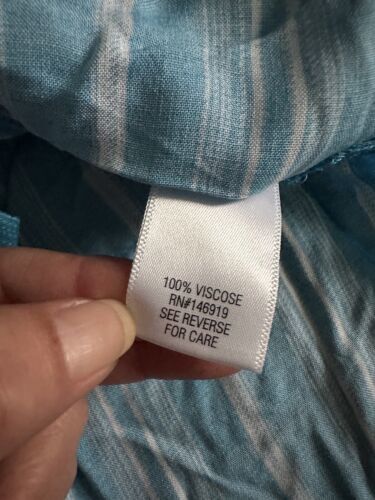 100% VISCOSE
RN#146919
SEE REVERSE
FOR CARE